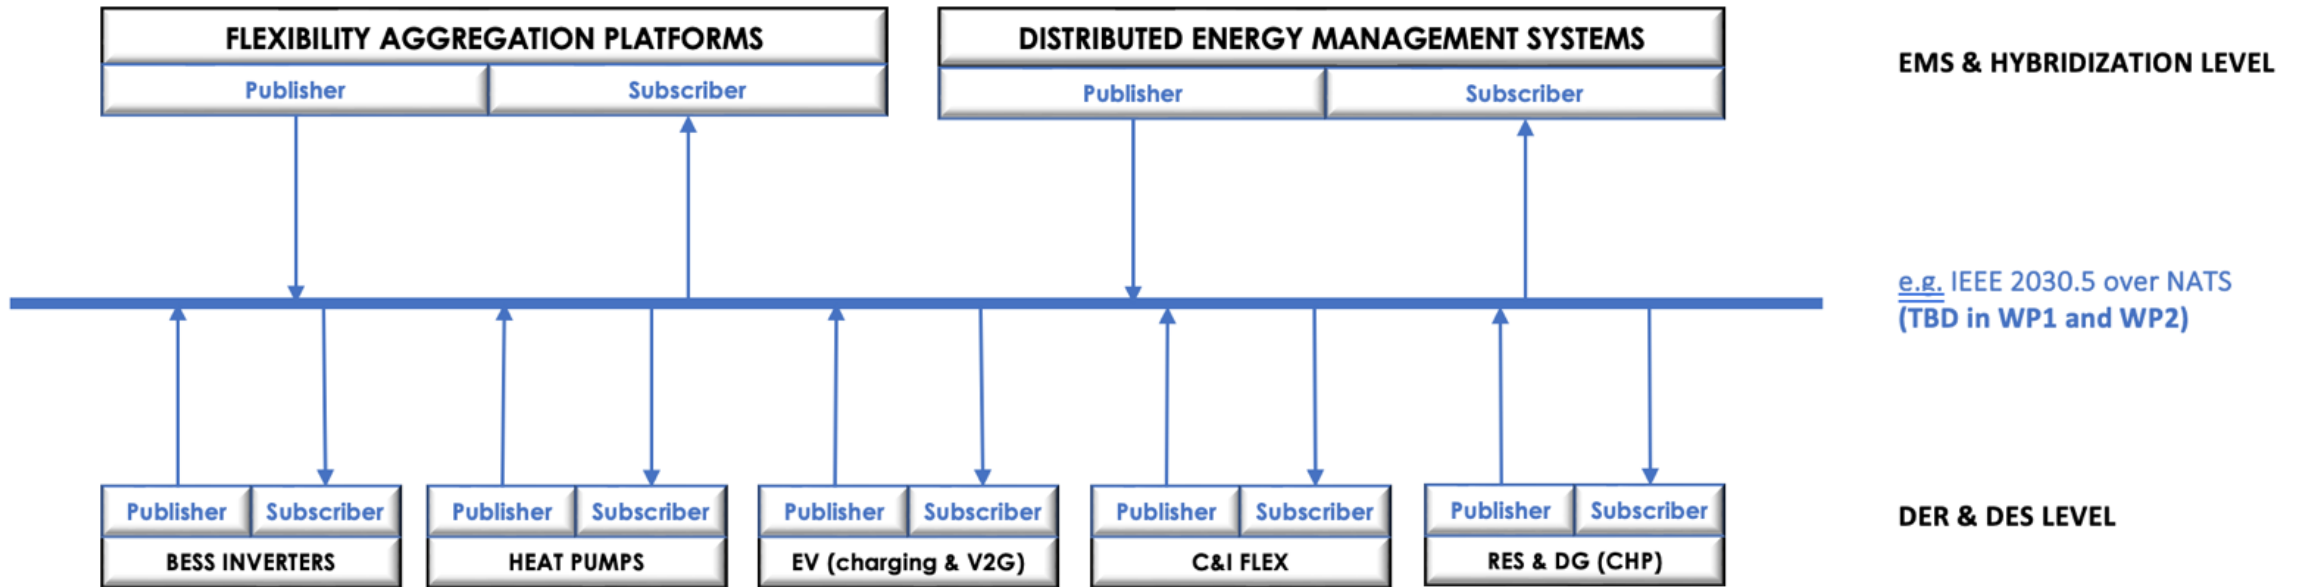 FLEXIBILITY AGGREGATION PLATFORMS
Publisher
Subscriber
DISTRIBUTED ENERGY MANAGEMENT SYSTEMS
Publisher
Subscriber
EMS & HYBRIDIZATION LEVEL
e.g. IEEE 2030.5 over NATS
(TBD in WP1 and WP2)
Publisher
Subscriber
BESS INVERTERS
Publisher
Subscriber
HEAT PUMPS
Publisher
Subscriber
EV (charging & V2G)
Publisher
Subscriber
C&I FLEX
Publisher
Subscriber
RES & DG (CHP)
DER & DES LEVEL